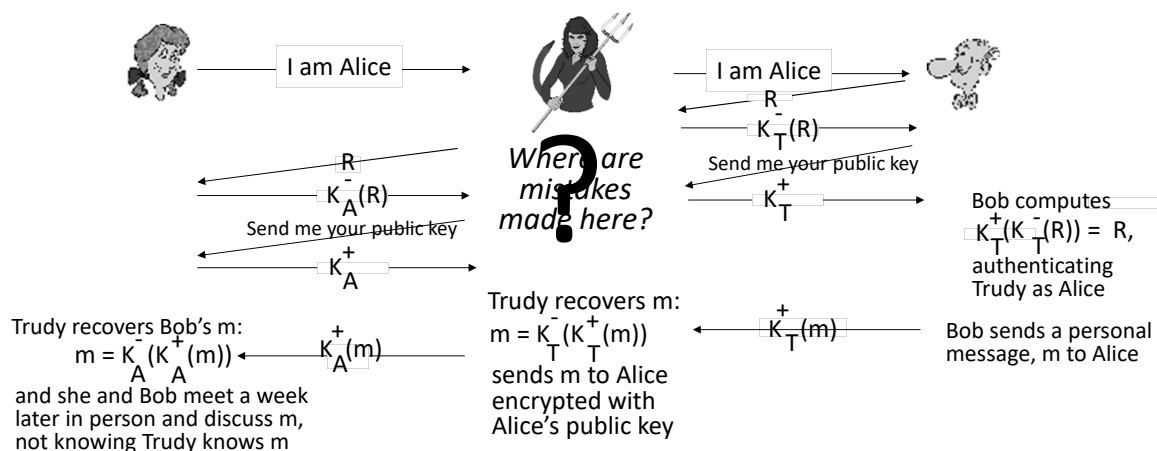 I am Alice
I am Alice
R
K-T(R)
Send me your public key
K+T
R
K-A(R)
Send me your public key
K+A
?
Where are
mistakes
made here?
Bob computes
K+T(K-T(R)) = R,
authenticating
Trudy as Alice
Bob sends a personal
message, m to Alice
K+T(m)
Trudy recovers m:
m = K-T(K+T(m))
sends m to Alice
encrypted with
Alice’s public key
K+A(m)
Trudy recovers Bob’s m:
m = K-A(K+A(m))
and she and Bob meet a week
later in person and discuss m,
not knowing Trudy knows m